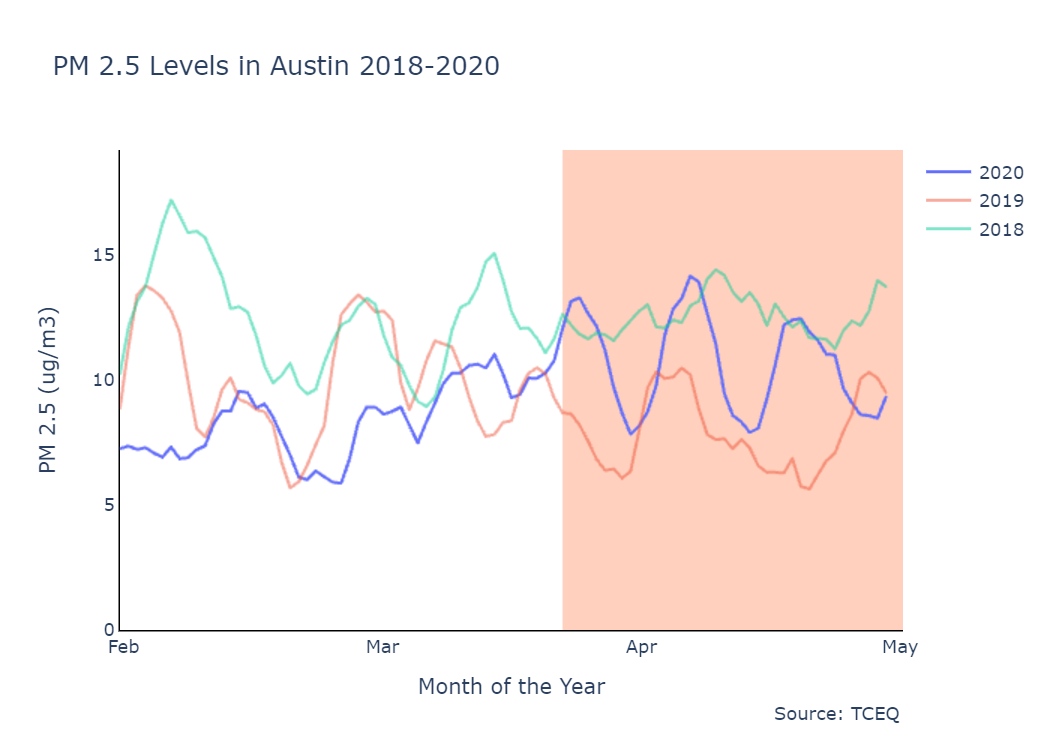 PM 2.5 Levels in Austin 2018-2020
2020
2019
2018
PM 2.5 (ug/m3)
15
10
5
0
Feb Mar Apr May
Month of the Year
Source: TCEQ